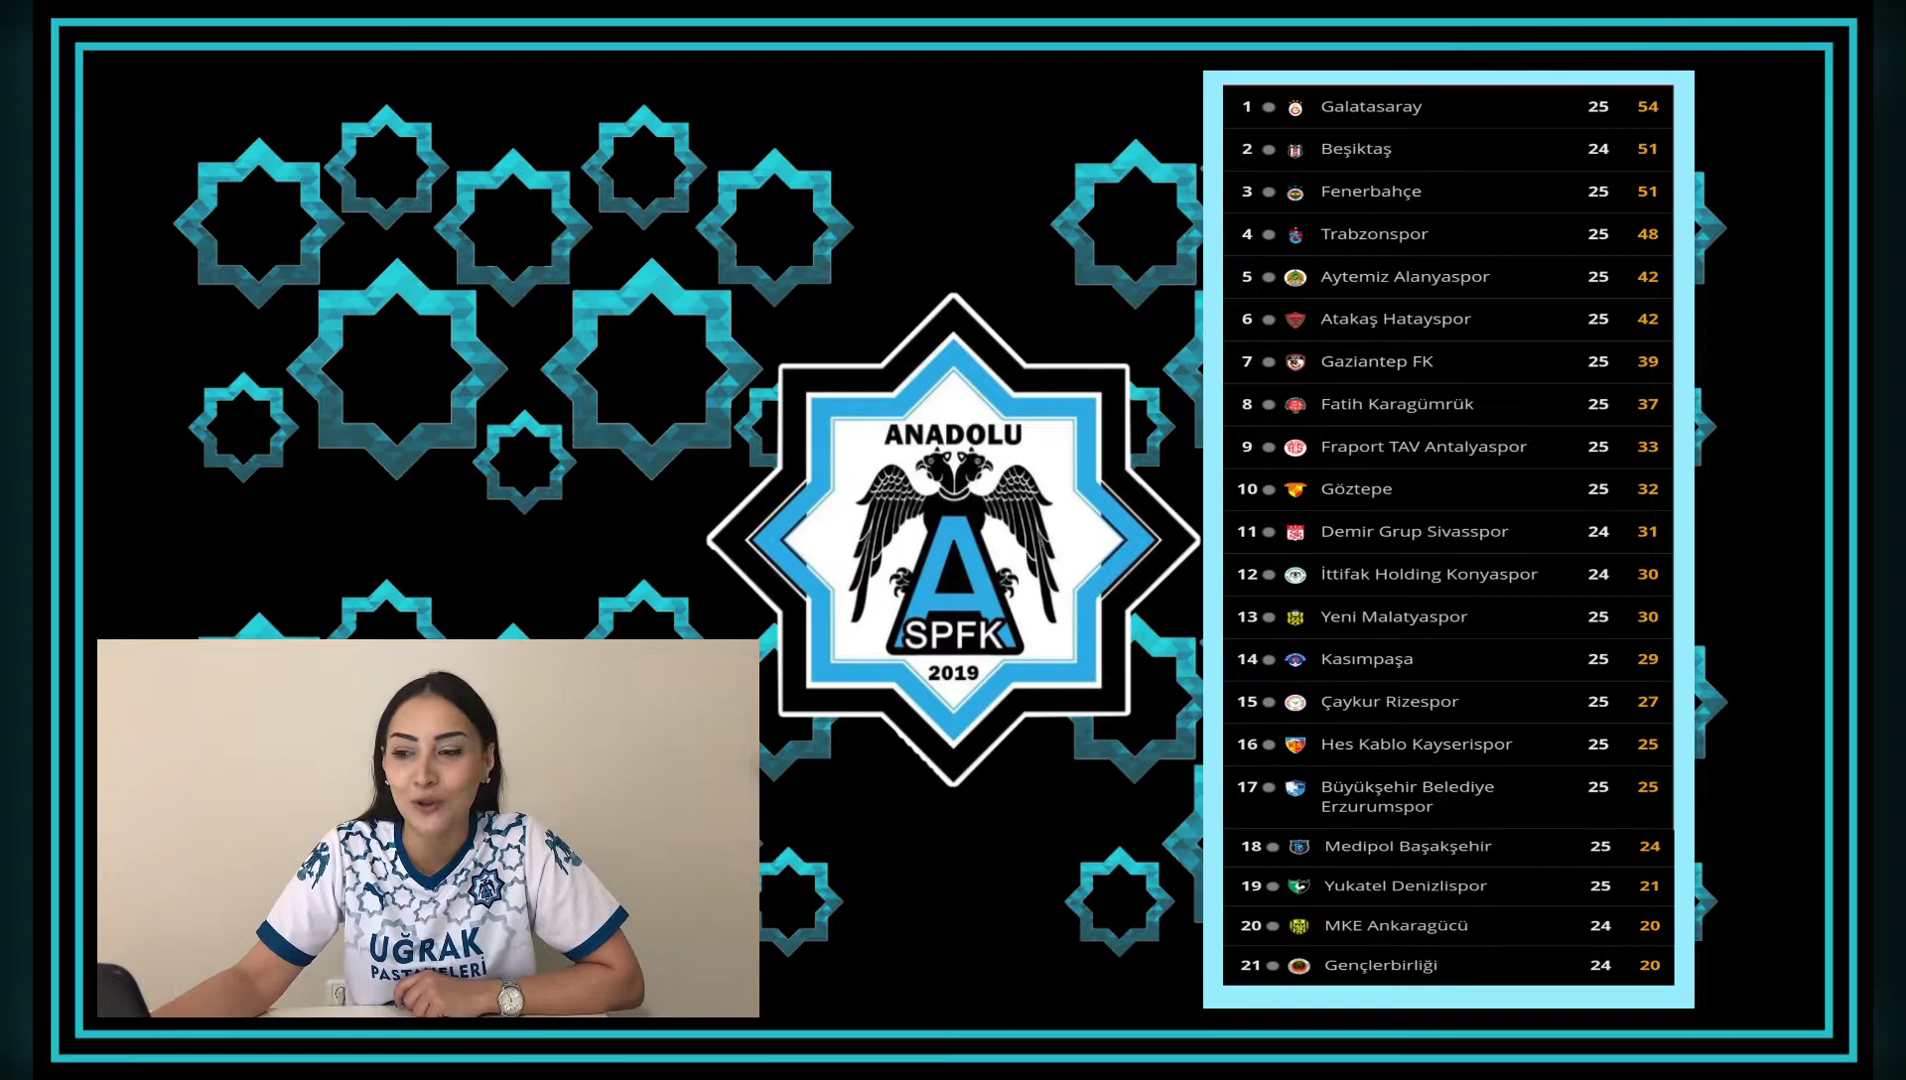 ANADOLU
A
SPFK
2019
UĞRAK
PASTANELERİ
1 Galatasaray 25 54
2 Beşiktaş 24 51
3 Fenerbahçe 25 51
4 Trabzonspor 25 48
5 Aytemiz Alanyaspor 25 42
6 Atakaş Hatayspor 25 42
7 Gaziantep FK 25 39
8 Fatih Karagümrük 25 37
9 Fraport TAV Antalyaspor 25 33
10 Göztepe 25 32
11 Demir Grup Sivasspor 24 31
12 İttifak Holding Konyaspor 24 30
13 Yeni Malatyaspor 25 30
14 Kasımpaşa 25 29
15 Çaykur Rizespor 25 27
16 Hes Kablo Kayserispor 25 25
17 Büyükşehir Belediye 25 25
Erzurumspor
18 Medipol Başakşehir 25 24
19 Yukatel Denizlispor 25 21
20 MKE Ankaragücü 24 20
21 Gençlerbirliği 24 20